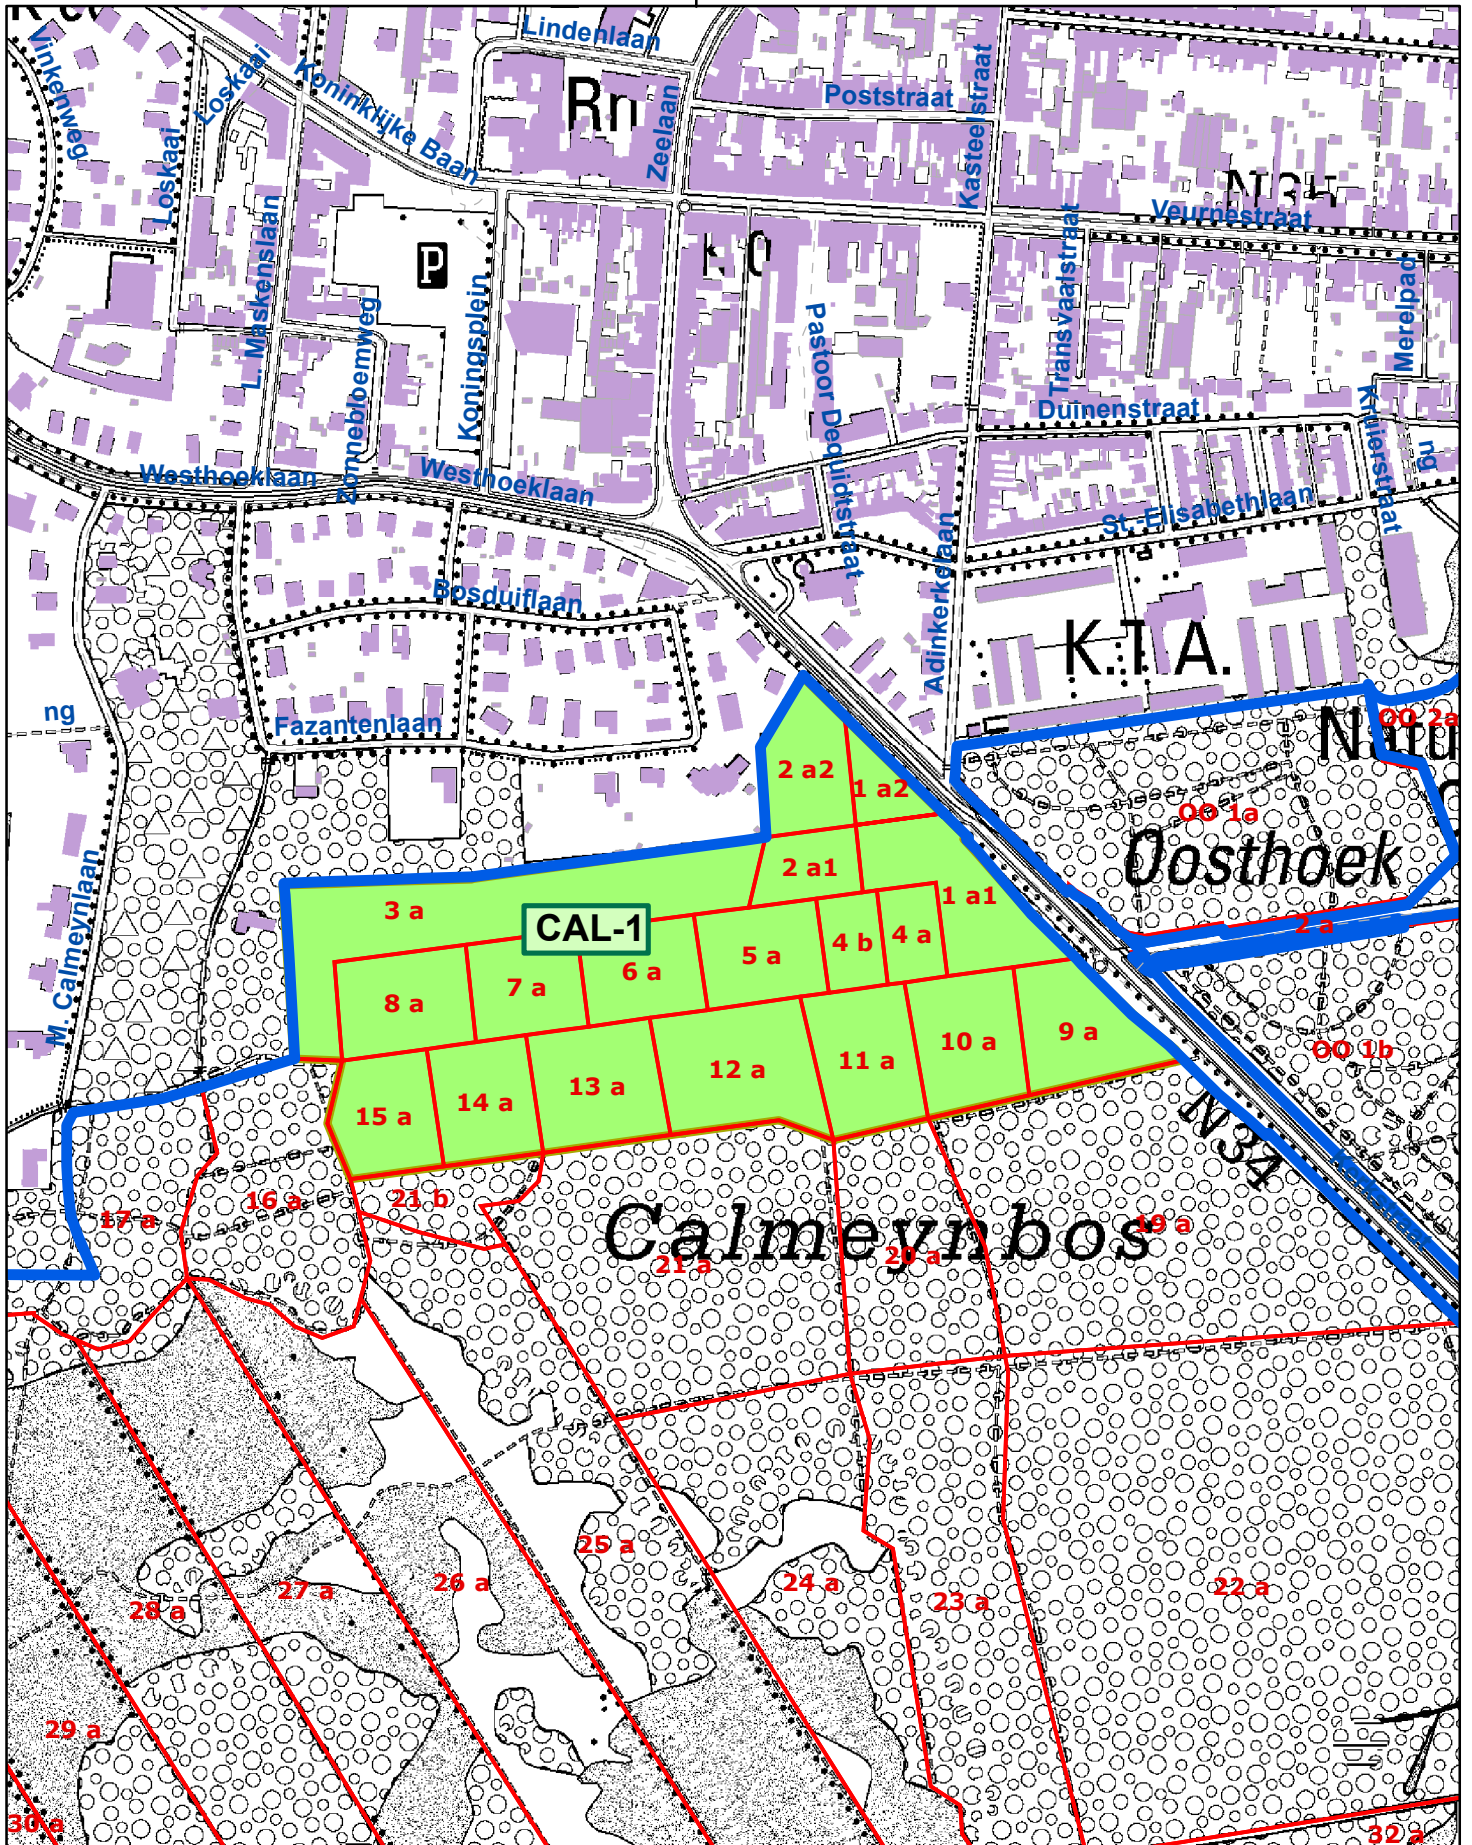 Lindenlaan
Vinkenweg
Loskaai
Koninklijke Baan
Rn
Zeelaan
Poststraat
Kasteelstraat
Loskaai
L. Maskenslaan
P
Veurnestraat
Koningsplein
Zonnebloemweg
Pastoor Debuidtstraat
Transvaalstraat
Merelpad
Duinenstraat
Kruierstraat
ng
Westhoeklaan
Westhoeklaan
St.-Elisabethlaan
Adinkerkelaan
Bosduiflaan
K.T.A.
ng
Fazantenlaan
OO 2a
Natu
2 a2
1 a2
OO 1a
Oosthoek
M. Calmeynlaan
2 a1
1 a1
3 a
CAL-1
2 a
4 b
4 a
5 a
6 a
7 a
8 a
9 a
10 a
11 a
12 a
13 a
14 a
15 a
OO 1b
N34
16 a
17 a
21 b
Calmeynbos
19 a
20 a
21 a
25 a
24 a
26 a
27 a
28 a
23 a
22 a
29 a
30 a
32 a